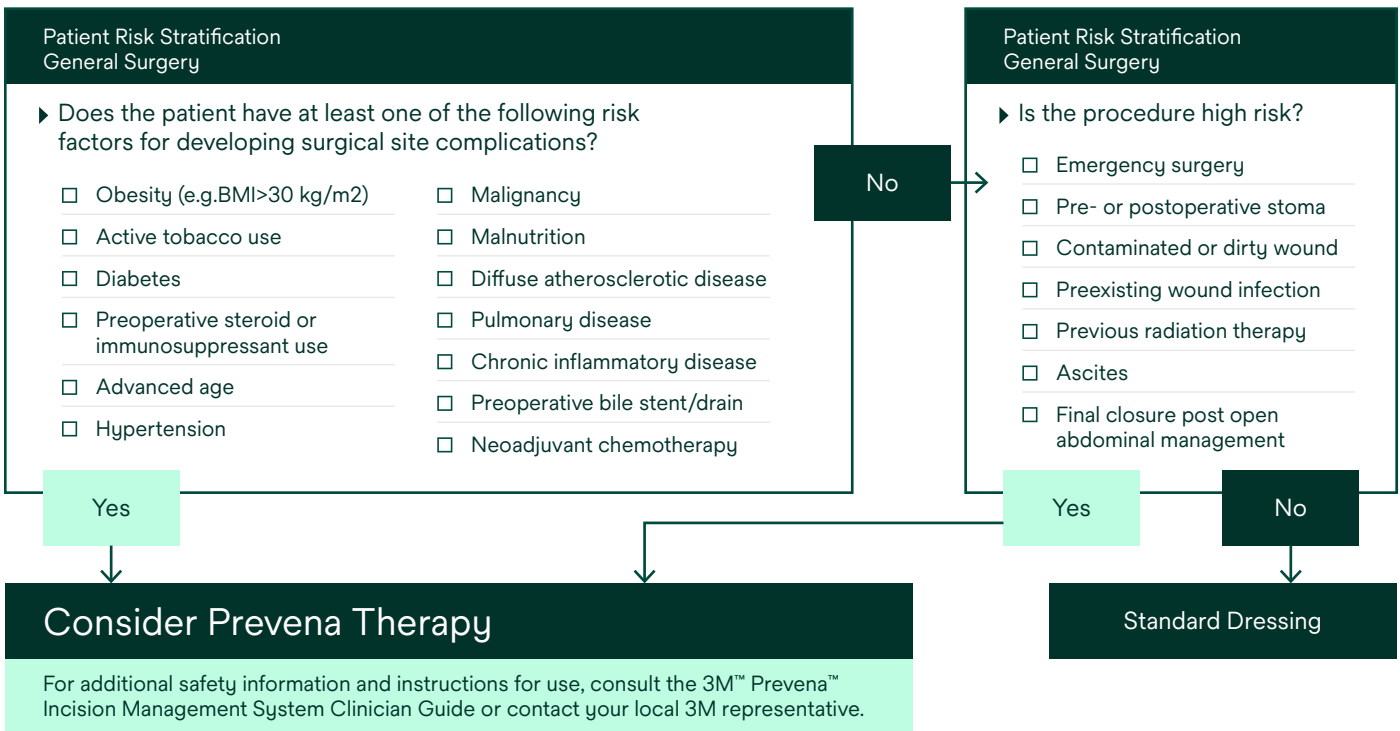 Patient Risk Stratification
General Surgery
Does the patient have at least one of the following risk
factors for developing surgical site complications?
Obesity (e.g.BMI>30 kg/m2)
Active tobacco use
Diabetes
Preoperative steroid or
immunosuppressant use
Advanced age
Hypertension
Malignancy
Malnutrition
Diffuse atherosclerotic disease
Pulmonary disease
Chronic inflammatory disease
Preoperative bile stent/drain
Neoadjuvant chemotherapy
No
Yes
Patient Risk Stratification
General Surgery
Is the procedure high risk?
Emergency surgery
Pre- or postoperative stoma
Contaminated or dirty wound
Preexisting wound infection
Previous radiation therapy
Ascites
Final closure post open
abdominal management
Yes
No
Consider Prevena Therapy
For additional safety information and instructions for use, consult the 3M™ Prevena™
Incision Management System Clinician Guide or contact your local 3M representative.
Standard Dressing